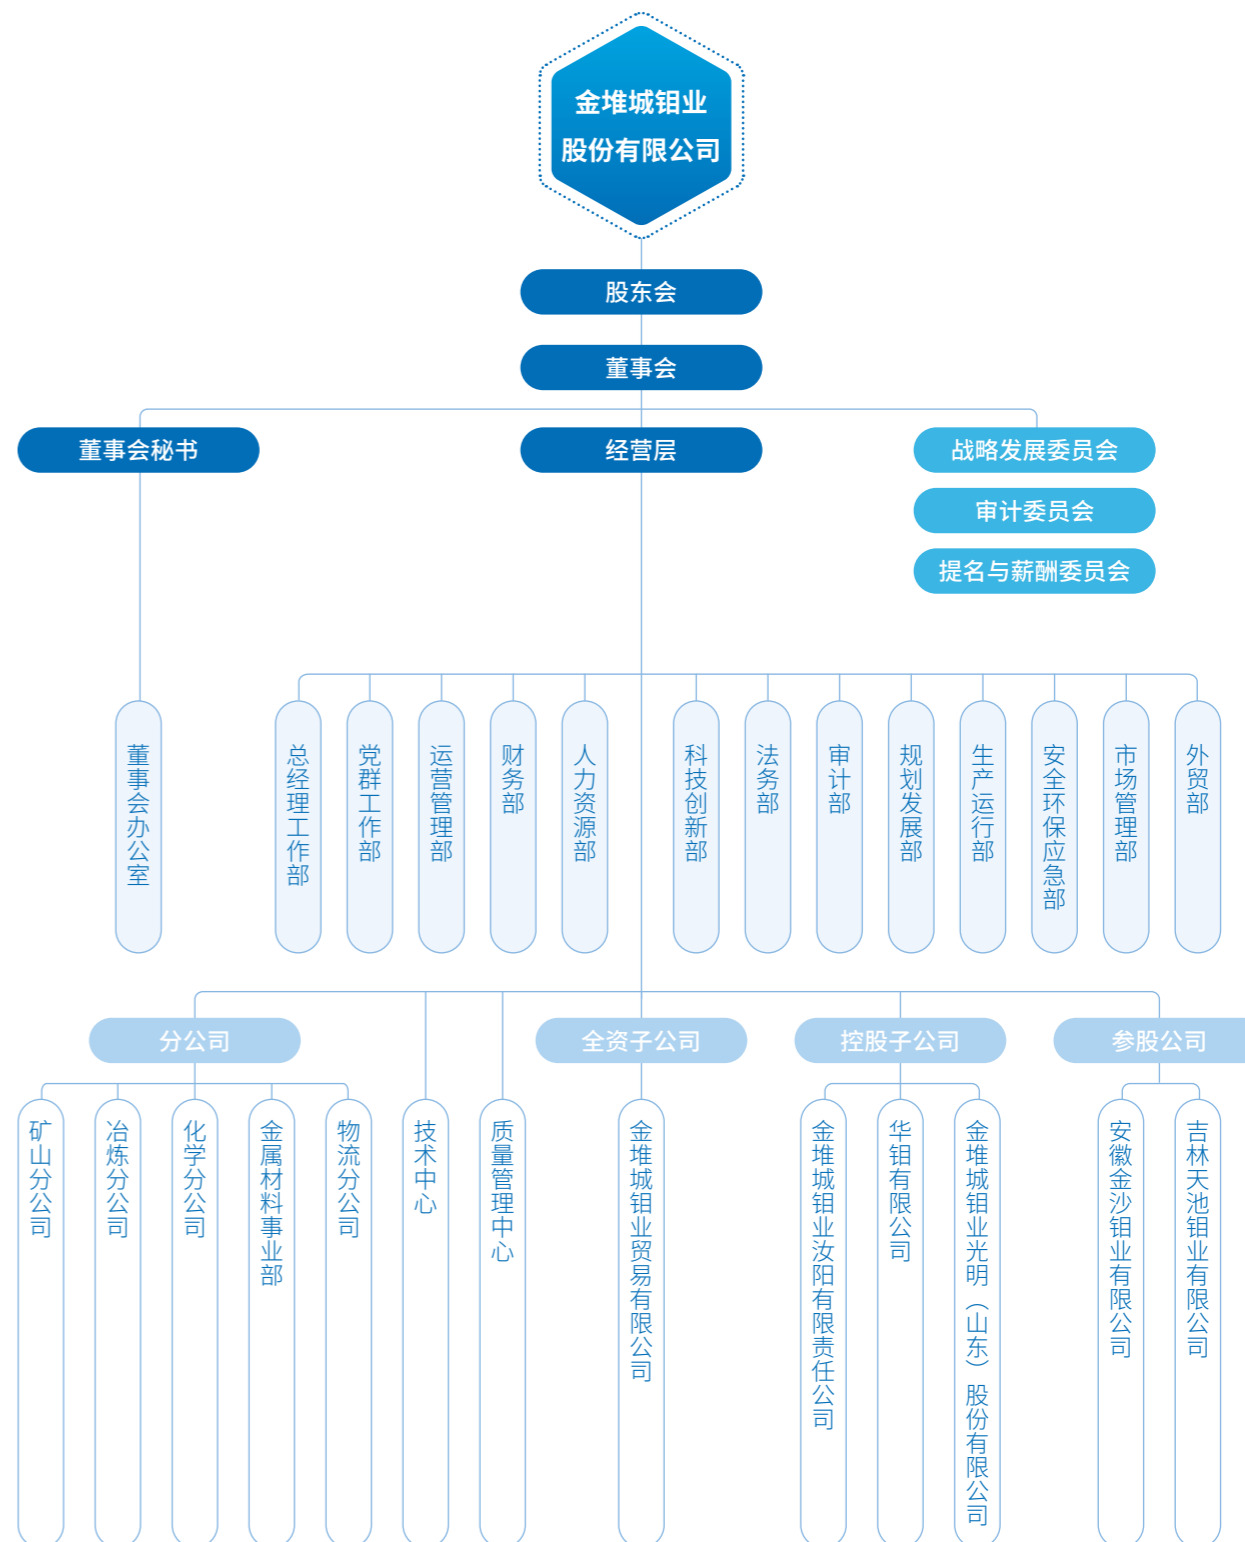 金堆城钼业
股份有限公司
股东会
董事会
董事会秘书
经营层
战略发展委员会
审计委员会
提名与薪酬委员会
董事会办公室
总经理工作部
党群工作部
运营管理部
财务部
人力资源部
科技创新部
法务部
审计部
规划发展部
生产运行部
安全环保应急部
市场管理部
外贸部
分公司
全资子公司
控股子公司
参股公司
矿山分公司
冶炼分公司
化学分公司
金属材料事业部
物流分公司
技术中心
质量管理中心
金堆城钼业贸易有限公司
金堆城钼业汝阳有限责任公司
华钼有限公司
金堆城钼业光明（山东）股份有限公司
安徽金沙钼业有限公司
吉林天池钼业有限公司